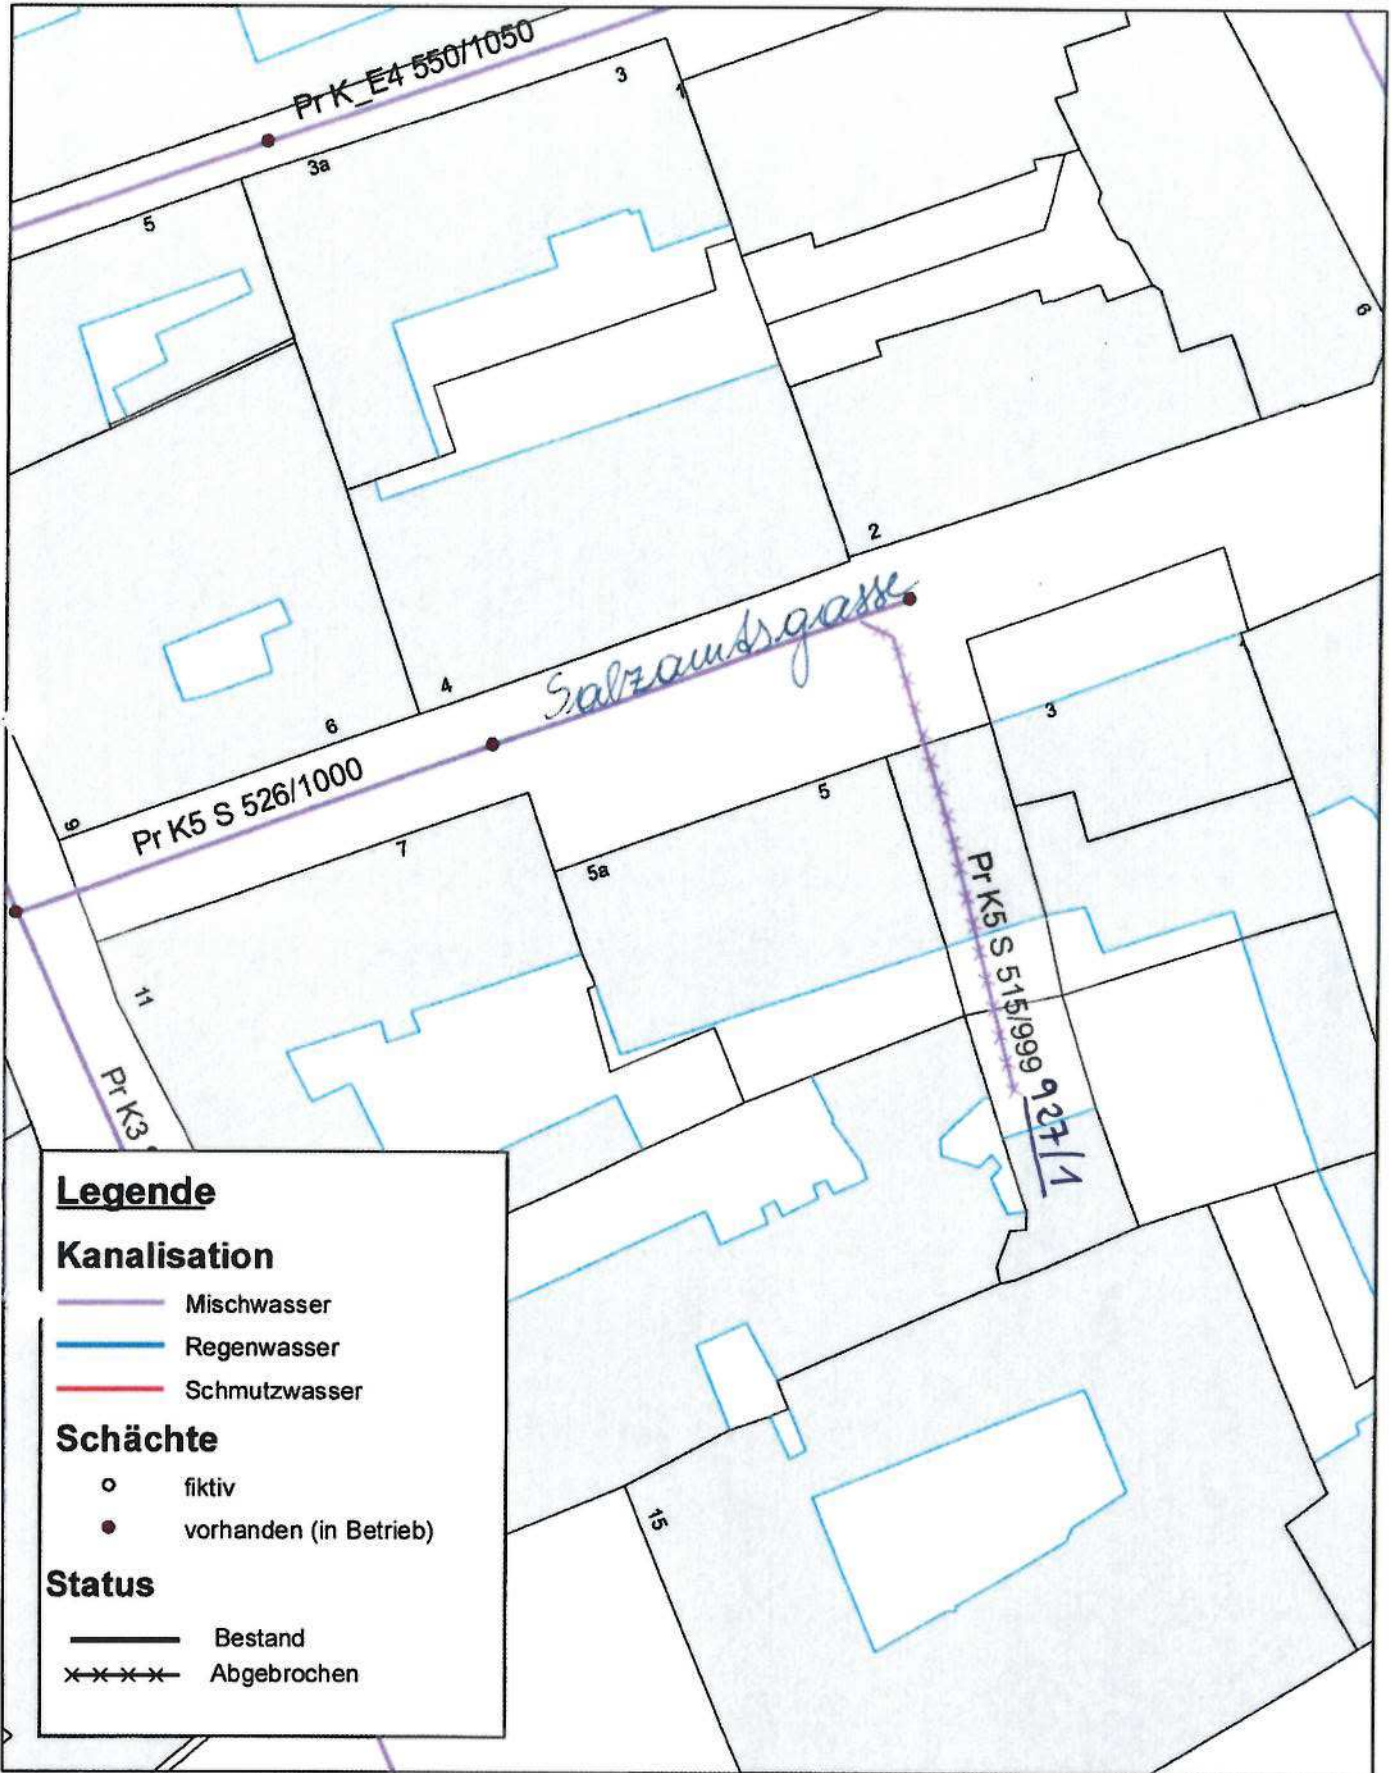 Pr K_E4 550/1050
3
1
3a
5
6
2
Salzamtsgasse
4
6
3
1
Pr K5 S 526/1000
9
7
5
5a
Pr K5 S 515/999
927/1
11
Pr K3
15
Legende
Kanalisation
Mischwasser
Regenwasser
Schmutzwasser
Schächte
fiktiv
vorhanden (in Betrieb)
Status
Bestand
Abgebrochen